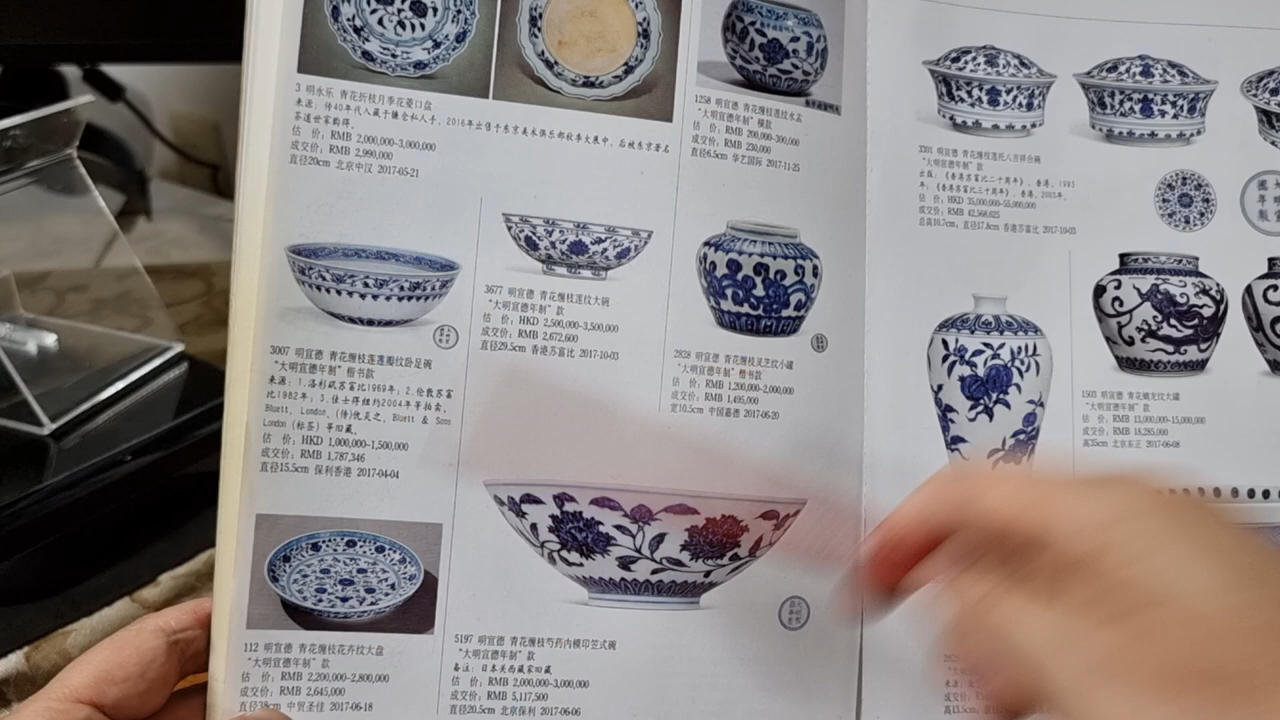 3 明永乐 青花折枝月季花菱口盘
来源：传40年代入藏于镰仓私人手，2016年出售于东京美术俱乐部秋季大展中，后被东京著名
茶道世家购得。
估 价：RMB 2,000,000-3,000,000
成交价：RMB 2,990,000
直径20cm 北京中汉 2017-05-21
1258 明宣德 青花缠枝莲纹水盂
“大明宣德年制”横款
估 价：RMB 200,000-300,000
成交价：RMB 230,000
直径6.5cm 华艺国际 2017-11-25
3007 明宣德 青花缠枝莲莲瓣纹卧足碗
“大明宣德年制”楷书款
来源：1.洛杉矶苏富比1969年；2.伦敦苏富
比1982年；3.佳士得纽约2004年等拍卖，
Bluett, London, (传)仇炎之, Bluett & Sons
London (标签) 等旧藏。
估 价：HKD 1,000,000-1,500,000
成交价：RMB 1,787,346
直径15.5cm 保利香港 2017-04-04
3677 明宣德 青花缠枝莲纹大碗
“大明宣德年制”款
估 价：HKD 2,500,000-3,500,000
成交价：RMB 2,672,600
直径29.5cm 香港苏富比 2017-10-03
2828 明宣德 青花缠枝灵芝纹小罐
“大明宣德年制”楷书款
估 价：RMB 1,200,000-2,000,000
成交价：RMB 1,495,000
宽10.5cm 中国嘉德 2017-06-20
112 明宣德 青花缠枝花卉纹大盘
“大明宣德年制”款
估 价：RMB 2,200,000-2,800,000
成交价：RMB 2,645,000
直径38cm 中贸圣佳 2017-06-18
5197 明宣德 青花缠枝芍药内模印笠式碗
“大明宣德年制”款
备注：日本关西藏家旧藏
估 价：RMB 2,000,000-3,000,000
成交价：RMB 5,117,500
直径20.5cm 北京保利 2017-06-06
3301 明宣德 青花缠枝莲托八吉祥合碗
“大明宣德年制”款
出版：《香港苏富比二十周年》，香港，1993
年；《香港苏富比三十周年》，香港，2003年。
估 价：HKD 35,000,000-55,000,000
成交价：RMB 42,568,625
总高10.7cm；直径17.8cm 香港苏富比 2017-10-03
1503 明宣德 青花螭龙纹大罐
“大明宣德年制”款
估 价：RMB 13,000,000-15,000,000
成交价：RMB 18,285,000
高35cm 北京东正 2017-06-08